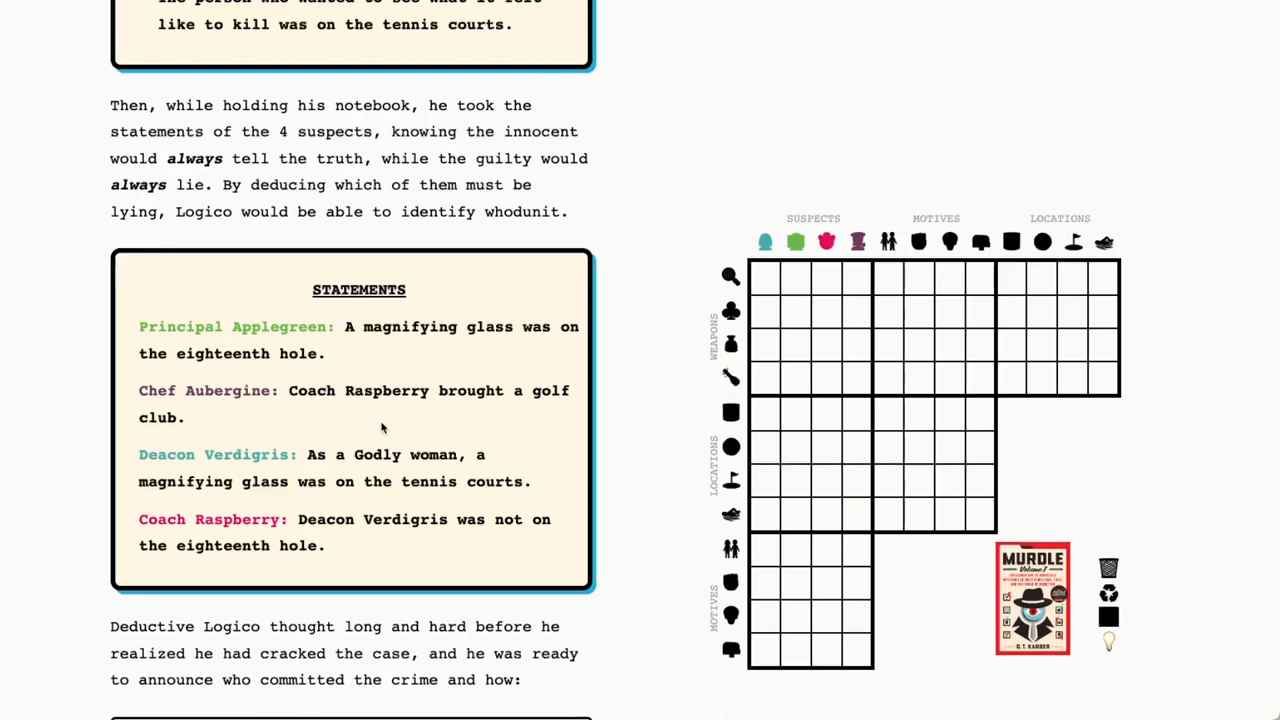 like to kill was on the tennis courts.
Then, while holding his notebook, he took the
statements of the 4 suspects, knowing the innocent
would always tell the truth, while the guilty would
always lie. By deducing which of them must be
lying, Logico would be able to identify whodunit.
STATEMENTS
Principal Applegreen: A magnifying glass was on
the eighteenth hole.
Chef Aubergine: Coach Raspberry brought a golf
club.
Deacon Verdigris: As a Godly woman, a
magnifying glass was on the tennis courts.
Coach Raspberry: Deacon Verdigris was not on
the eighteenth hole.
Deductive Logico thought long and hard before he
realized he had cracked the case, and he was ready
to announce who committed the crime and how:
SUSPECTS MOTIVES LOCATIONS
WEAPONS
LOCATIONS
MOTIVES
MURDLE
Volume 1
G.T. KARBER